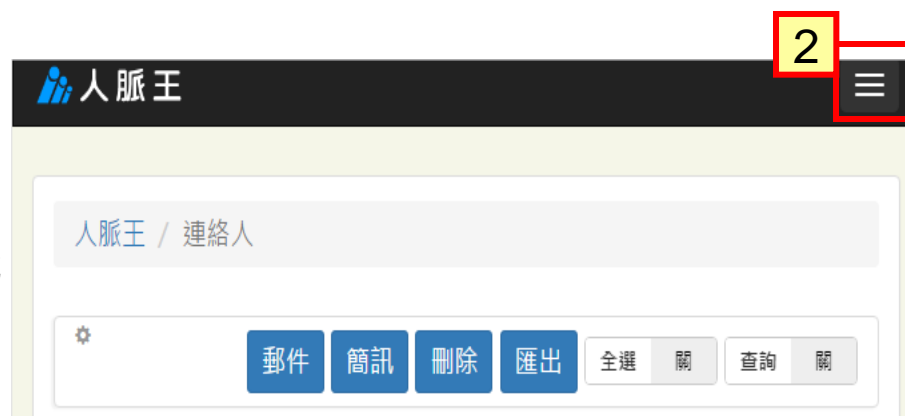 2
人脈王
人脈王 / 連絡人
郵件 簡訊 刪除 匯出 全選 關 查詢 關